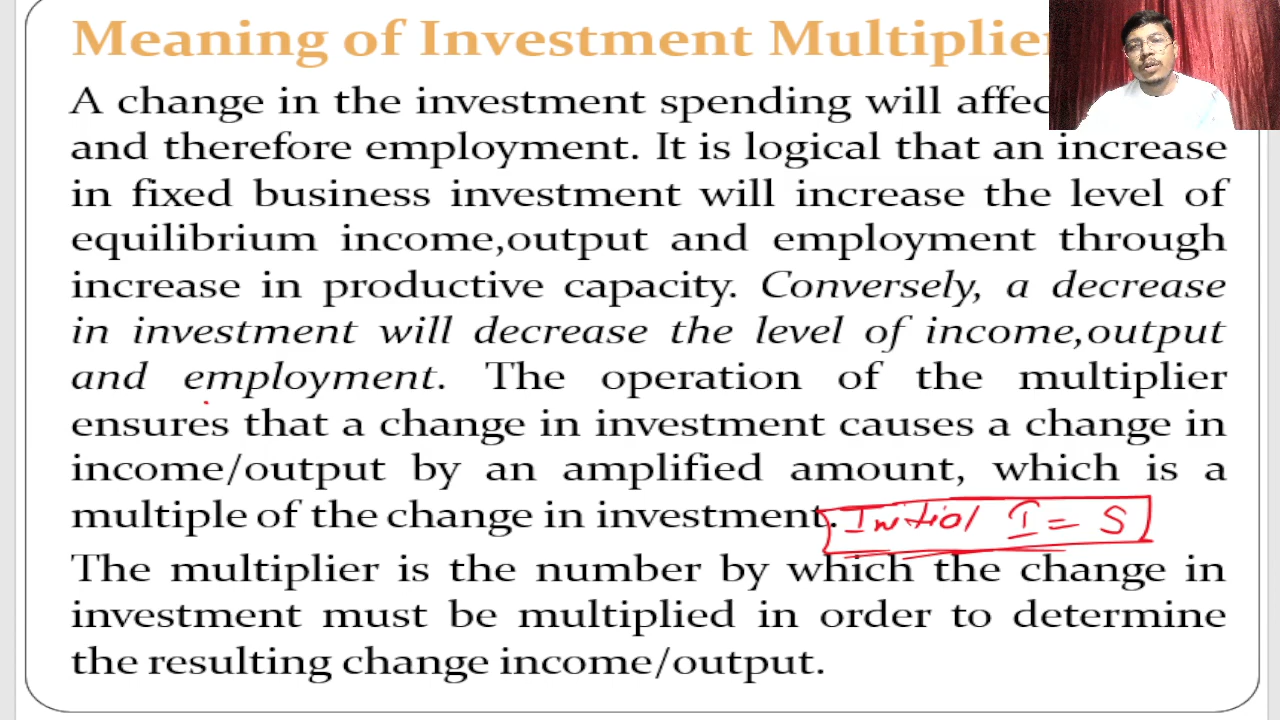 Meaning of Investment Multiplier
A change in the investment spending will affec
and therefore employment. It is logical that an increase
in fixed business investment will increase the level of
equilibrium income,output and employment through
increase in productive capacity. Conversely, a decrease
in investment will decrease the level of income,output
and employment. The operation of the multiplier
ensures that a change in investment causes a change in
income/output by an amplified amount, which is a
multiple of the change in investment. Initial I = S
The multiplier is the number by which the change in
investment must be multiplied in order to determine
the resulting change income/output.